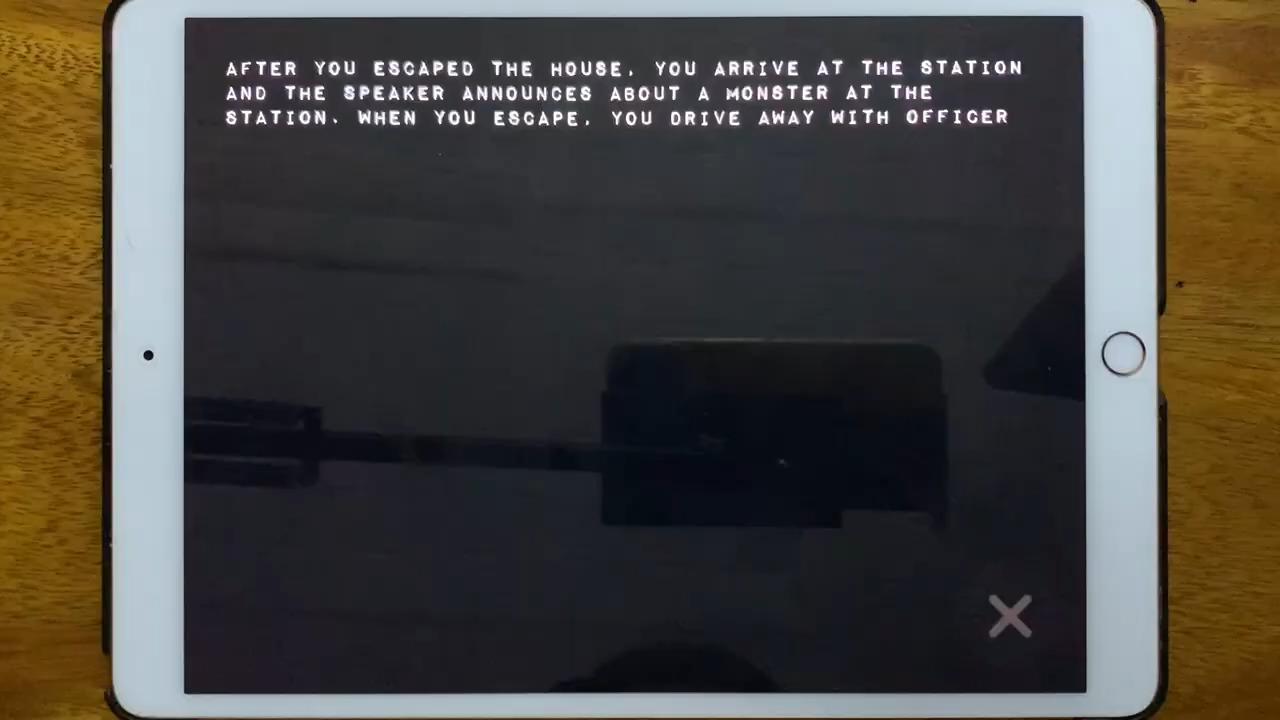 AFTER YOU ESCAPED THE HOUSE, YOU ARRIVE AT THE STATION
AND THE SPEAKER ANNOUNCES ABOUT A MONSTER AT THE
STATION. WHEN YOU ESCAPE, YOU DRIVE AWAY WITH OFFICER